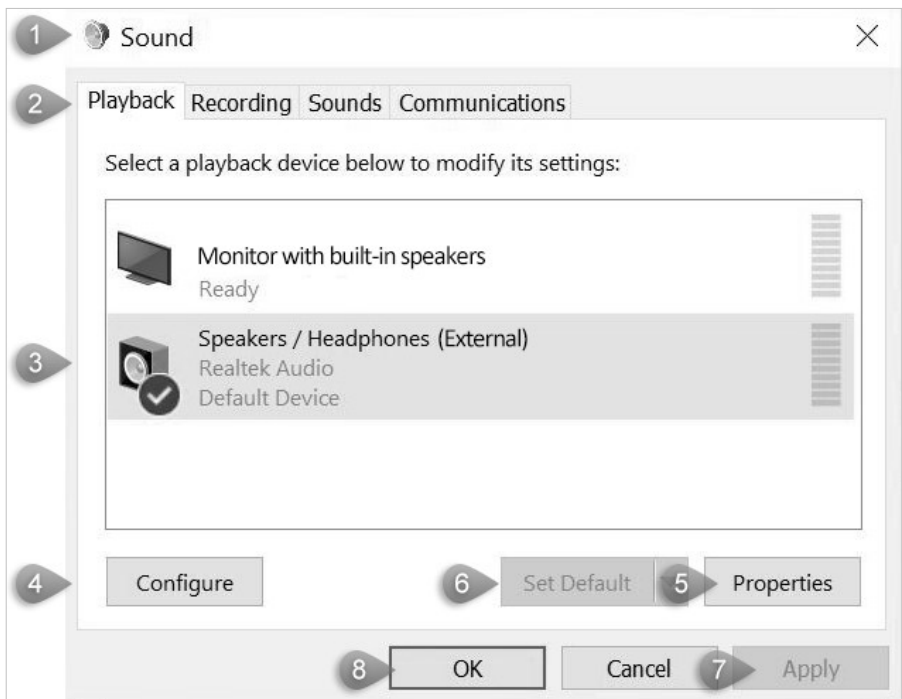 1 Sound
2 Playback Recording Sounds Communications
Select a playback device below to modify its settings:
Monitor with built-in speakers
Ready
Speakers / Headphones (External)
3 Realtek Audio
Default Device
4 Configure 6 Set Default 5 Properties
8 OK Cancel 7 Apply